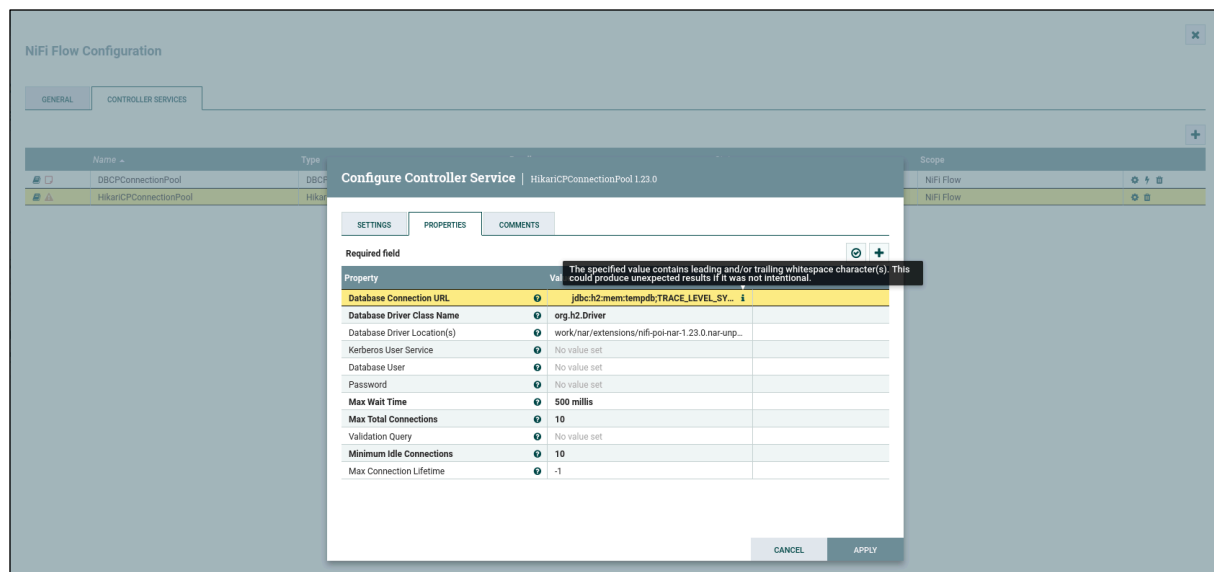 NiFi Flow Configuration
GENERAL CONTROLLER SERVICES
Name Type Scope
DBCPConnectionPool DBCP NiFi Flow
HikariCPConnectionPool Hikar NiFi Flow
Configure Controller Service | HikariCPConnectionPool 1.23.0
SETTINGS PROPERTIES COMMENTS
Required field
The specified value contains leading and/or trailing whitespace character(s). This
could produce unexpected results if it was not intentional.
Property Val
Database Connection URL jdbc:h2:mem:tempdb;TRACE_LEVEL_SY...
Database Driver Class Name org.h2.Driver
Database Driver Location(s) work/nar/extensions/nifi-poi-nar-1.23.0.nar-unp...
Kerberos User Service No value set
Database User No value set
Password No value set
Max Wait Time 500 millis
Max Total Connections 10
Validation Query No value set
Minimum Idle Connections 10
Max Connection Lifetime -1
CANCEL APPLY